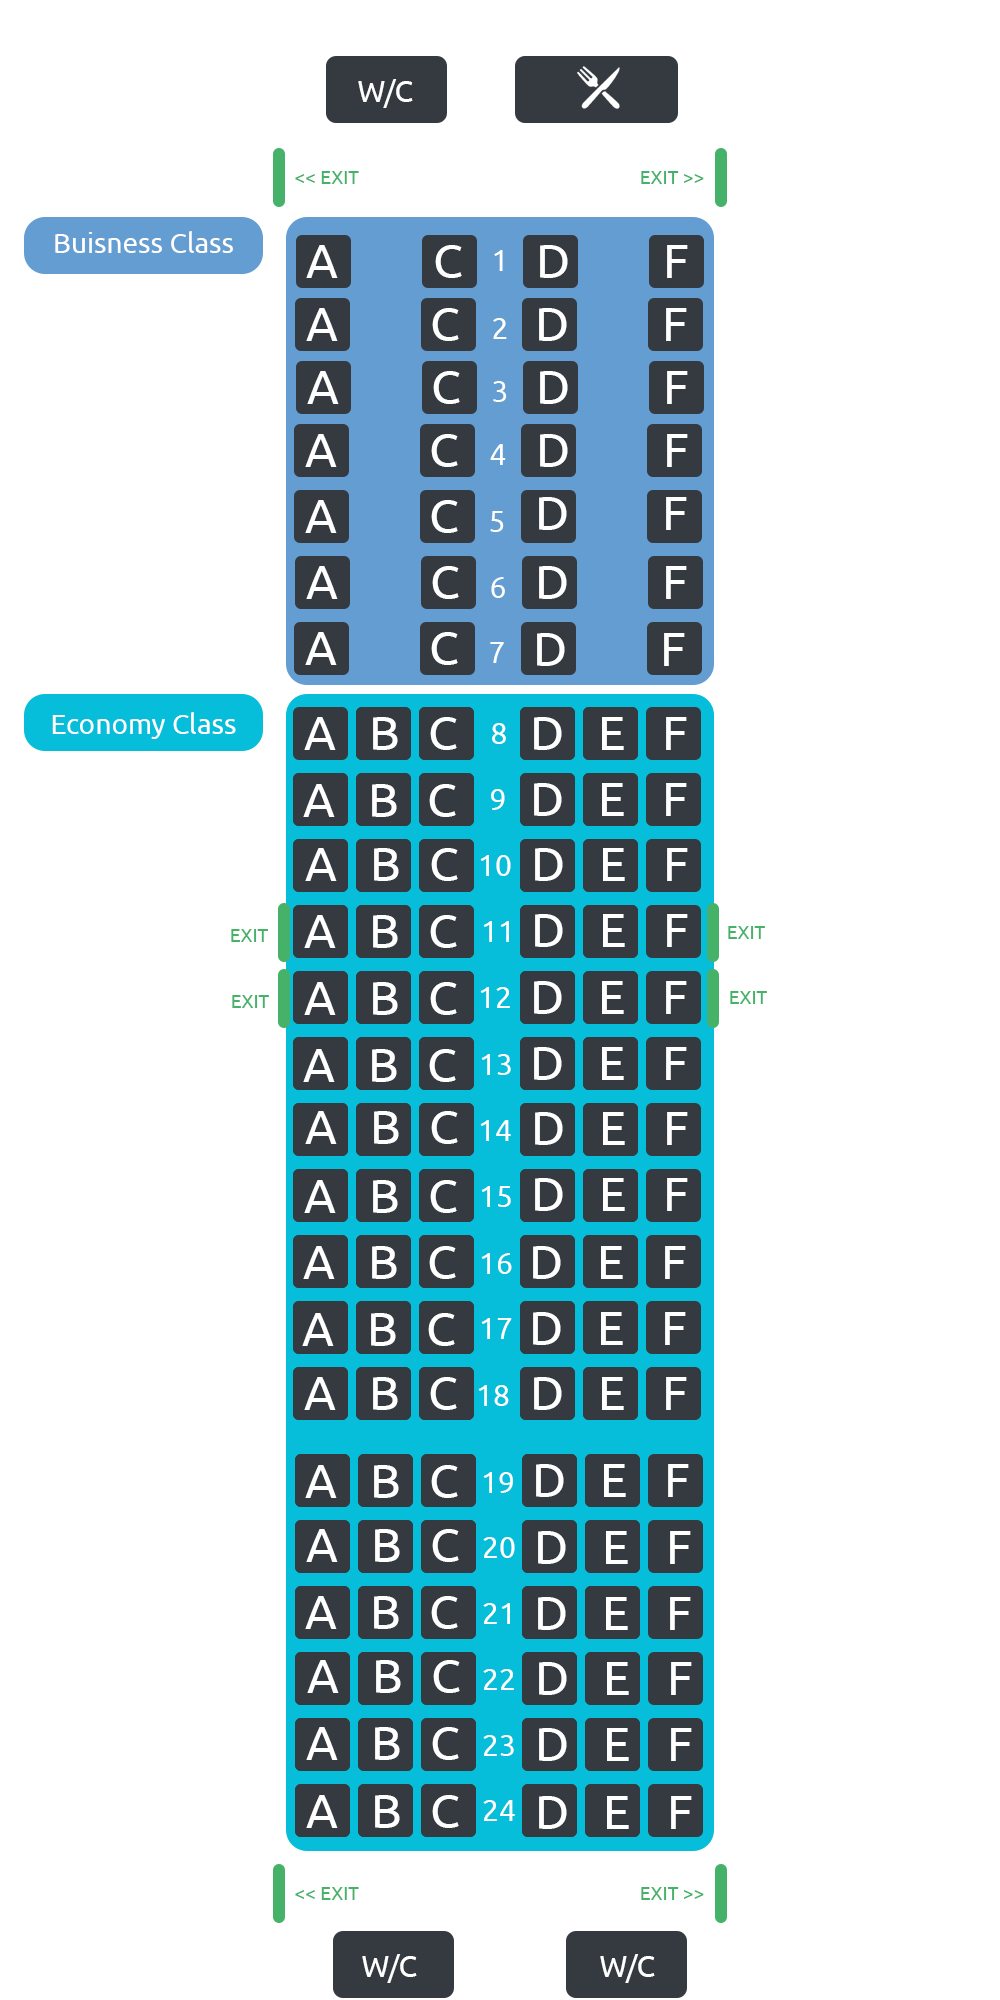 W/C
<< EXIT EXIT >>
Buisness Class
A C 1 D F
A C 2 D F
A C 3 D F
A C 4 D F
A C 5 D F
A C 6 D F
A C 7 D F
Economy Class
A B C 8 D E F
A B C 9 D E F
A B C 10 D E F
EXIT A B C 11 D E F EXIT
EXIT A B C 12 D E F EXIT
A B C 13 D E F
A B C 14 D E F
A B C 15 D E F
A B C 16 D E F
A B C 17 D E F
A B C 18 D E F
A B C 19 D E F
A B C 20 D E F
A B C 21 D E F
A B C 22 D E F
A B C 23 D E F
A B C 24 D E F
<< EXIT EXIT >>
W/C W/C